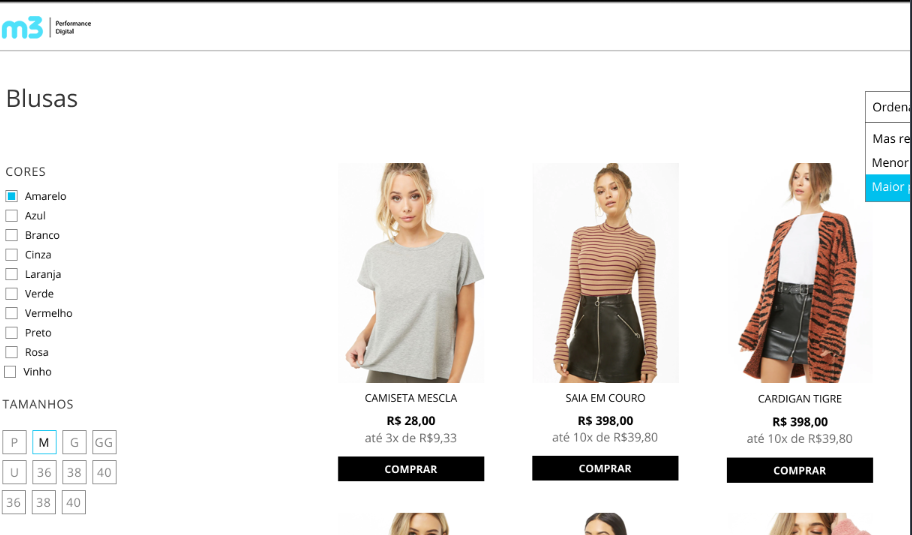 m3
Performance
Digital
Blusas
Ordena
Mas re
Menor
Maior p
CORES
Amarelo
Azul
Branco
Cinza
Laranja
Verde
Vermelho
Preto
Rosa
Vinho
TAMANHOS
P M G GG
U 36 38 40
36 38 40
CAMISETA MESCLA
R$ 28,00
até 3x de R$9,33
COMPRAR
SAIA EM COURO
R$ 398,00
até 10x de R$39,80
COMPRAR
CARDIGAN TIGRE
R$ 398,00
até 10x de R$39,80
COMPRAR